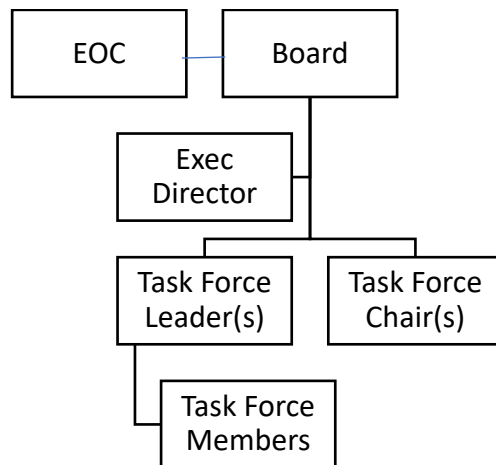 EOC
Board
Exec
Director
Task Force
Leader(s)
Task Force
Chair(s)
Task Force
Members